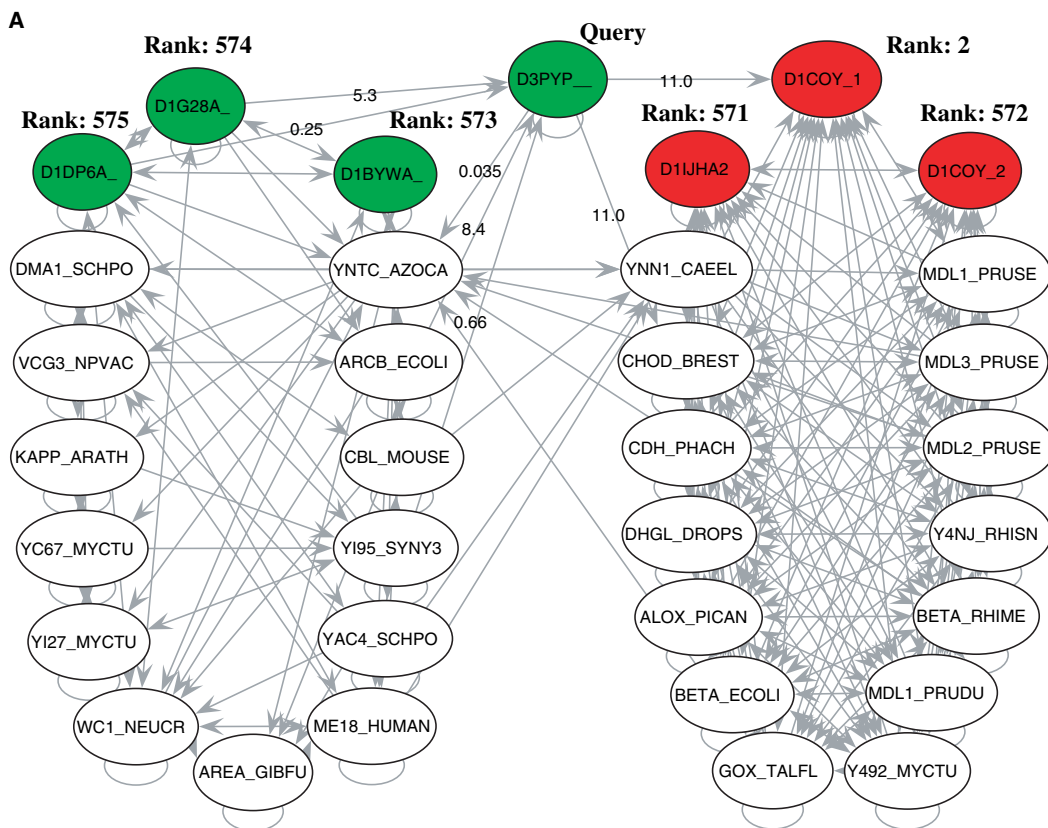 A
Rank: 574
Query
Rank: 2
D1G28A_
D3PYP__
D1COY_1
5.3
11.0
Rank: 575
Rank: 573
Rank: 571
Rank: 572
0.25
D1DP6A_
D1BYWA_
0.035
D1IJHA2
D1COY_2
8.4
11.0
DMA1_SCHPO
YNTC_AZOCA
YNN1_CAEEL
MDL1_PRUSE
0.66
VCG3_NPVAC
ARCB_ECOLI
CHOD_BREST
MDL3_PRUSE
KAPP_ARATH
CBL_MOUSE
CDH_PHACH
MDL2_PRUSE
YC67_MYCTU
YI95_SYNY3
DHGL_DROPS
Y4NJ_RHISN
YI27_MYCTU
YAC4_SCHPO
ALOX_PICAN
BETA_RHIME
WC1_NEUCR
ME18_HUMAN
BETA_ECOLI
MDL1_PRUDU
AREA_GIBFU
GOX_TALFL
Y492_MYCTU